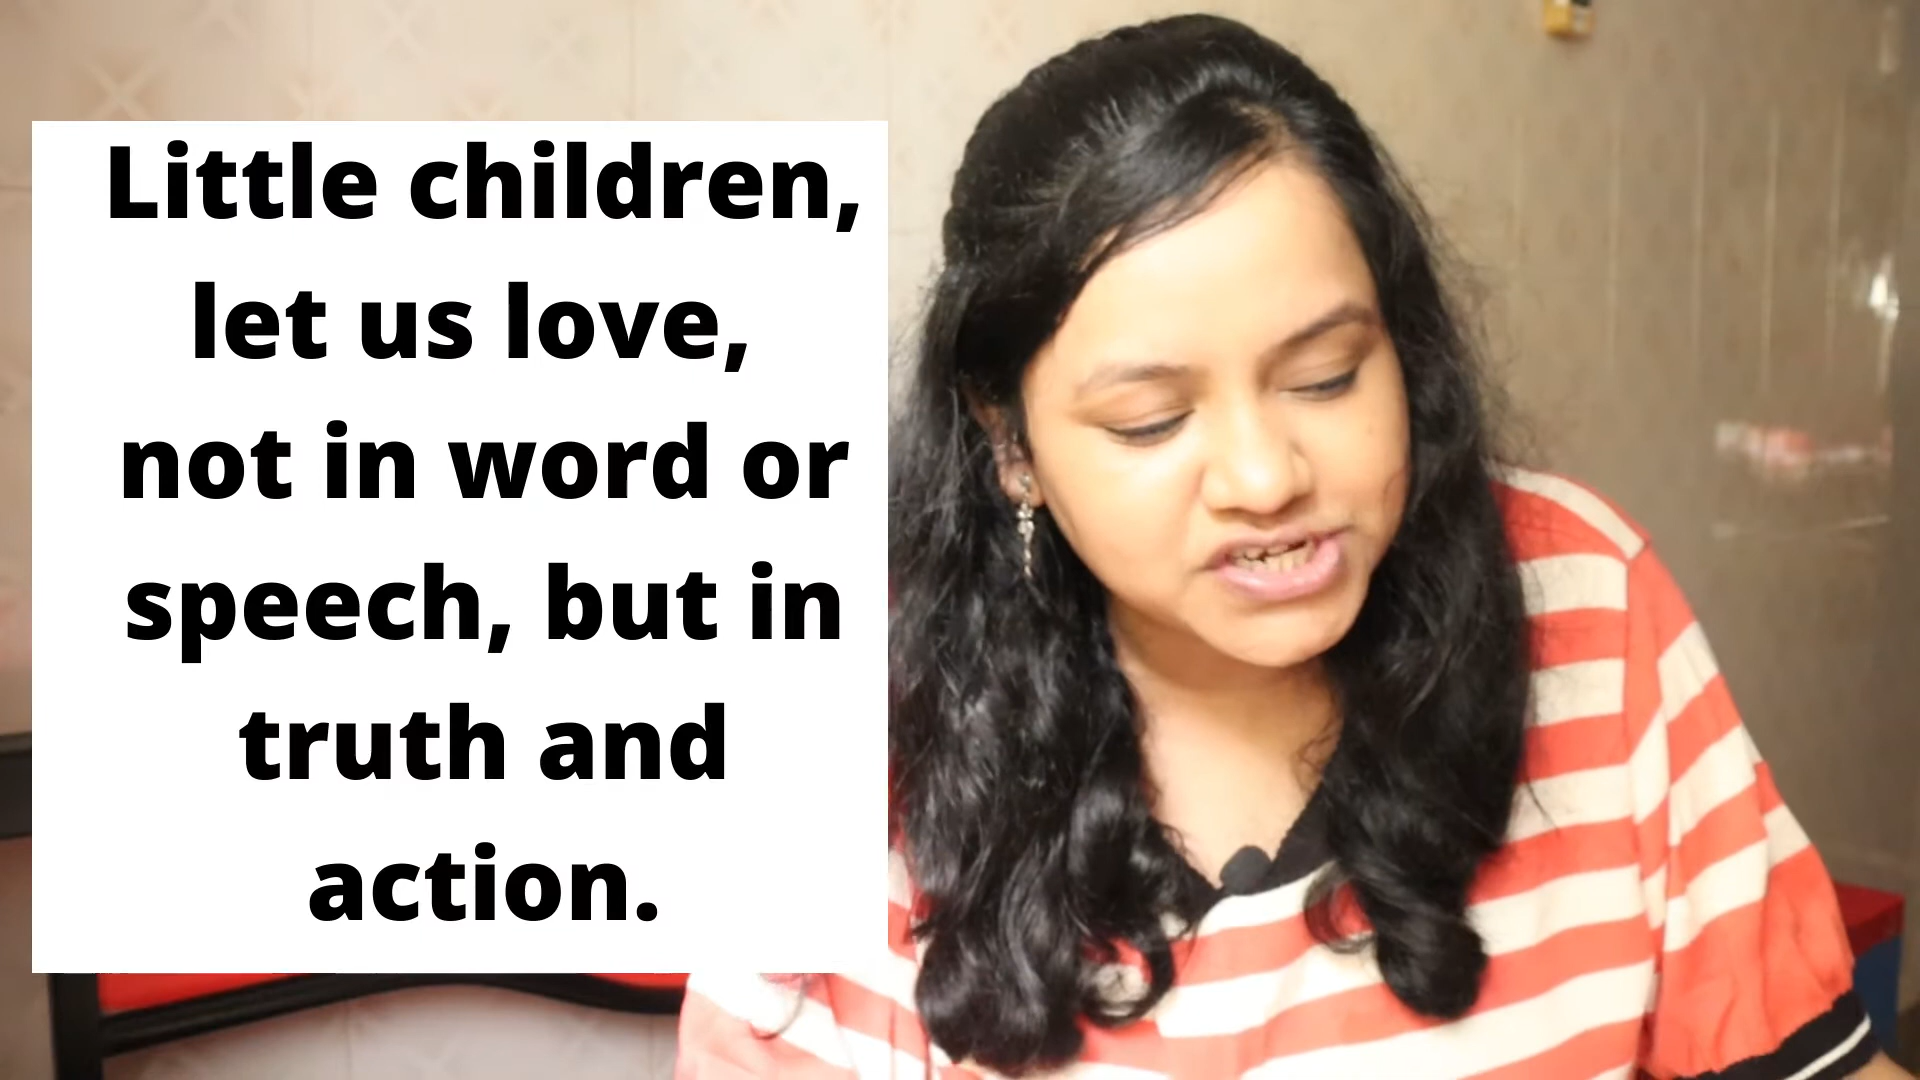 Little children,
let us love,
not in word or
speech, but in
truth and
action.